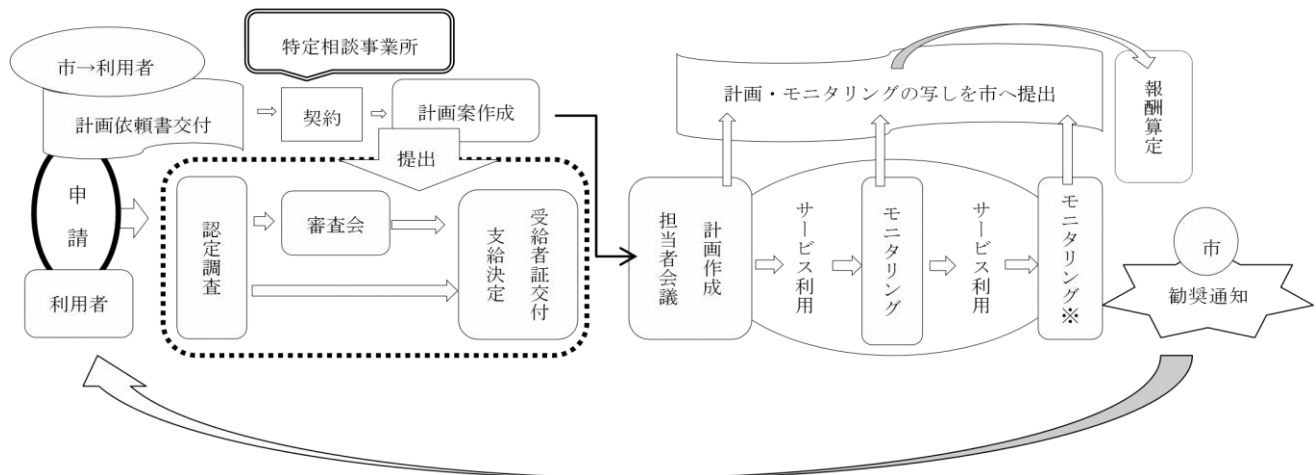 特定相談事業所
市→利用者
計画依頼書交付
契約
計画案作成
提出
申請
利用者
認定調査
審査会
受給者証交付
支給決定
計画作成
担当者会議
サービス利用
モニタリング
サービス利用
モニタリング※
計画・モニタリングの写しを市へ提出
報酬算定
市
勧奨通知